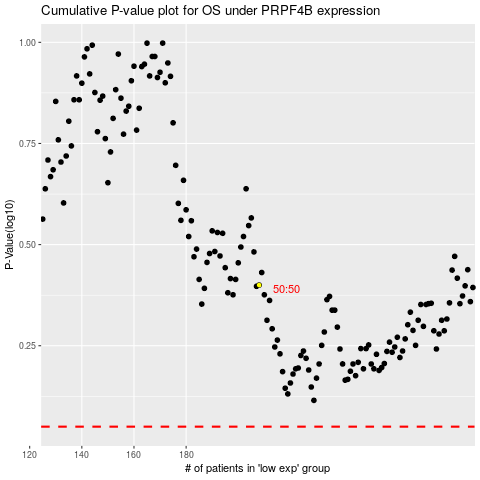 Cumulative P-value plot for OS under PRPF4B expression
P-Value(log10)
1.00
0.75
0.50
0.25
50:50
120 140 160 180
# of patients in 'low exp' group